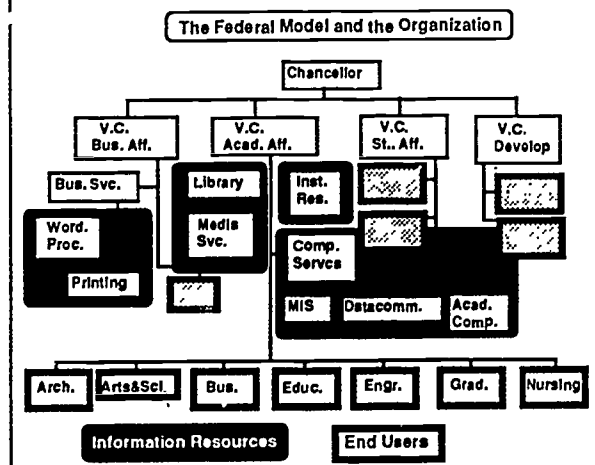 The Federal Model and the Organization
Chancellor
V.C.
Bus. Aff.
V.C.
Acad. Aff.
V.C.
St.. Aff.
V.C.
Develop
Bus. Svc.
Library
Inst.
Res.
Word.
Proc.
Media
Svc.
Comp.
Servcs
Printing
MIS
Datacomm.
Acad.
Comp.
Arch.
Arts&Sci.
Bus.
Educ.
Engr.
Grad.
Nursing
Information Resources
End Users